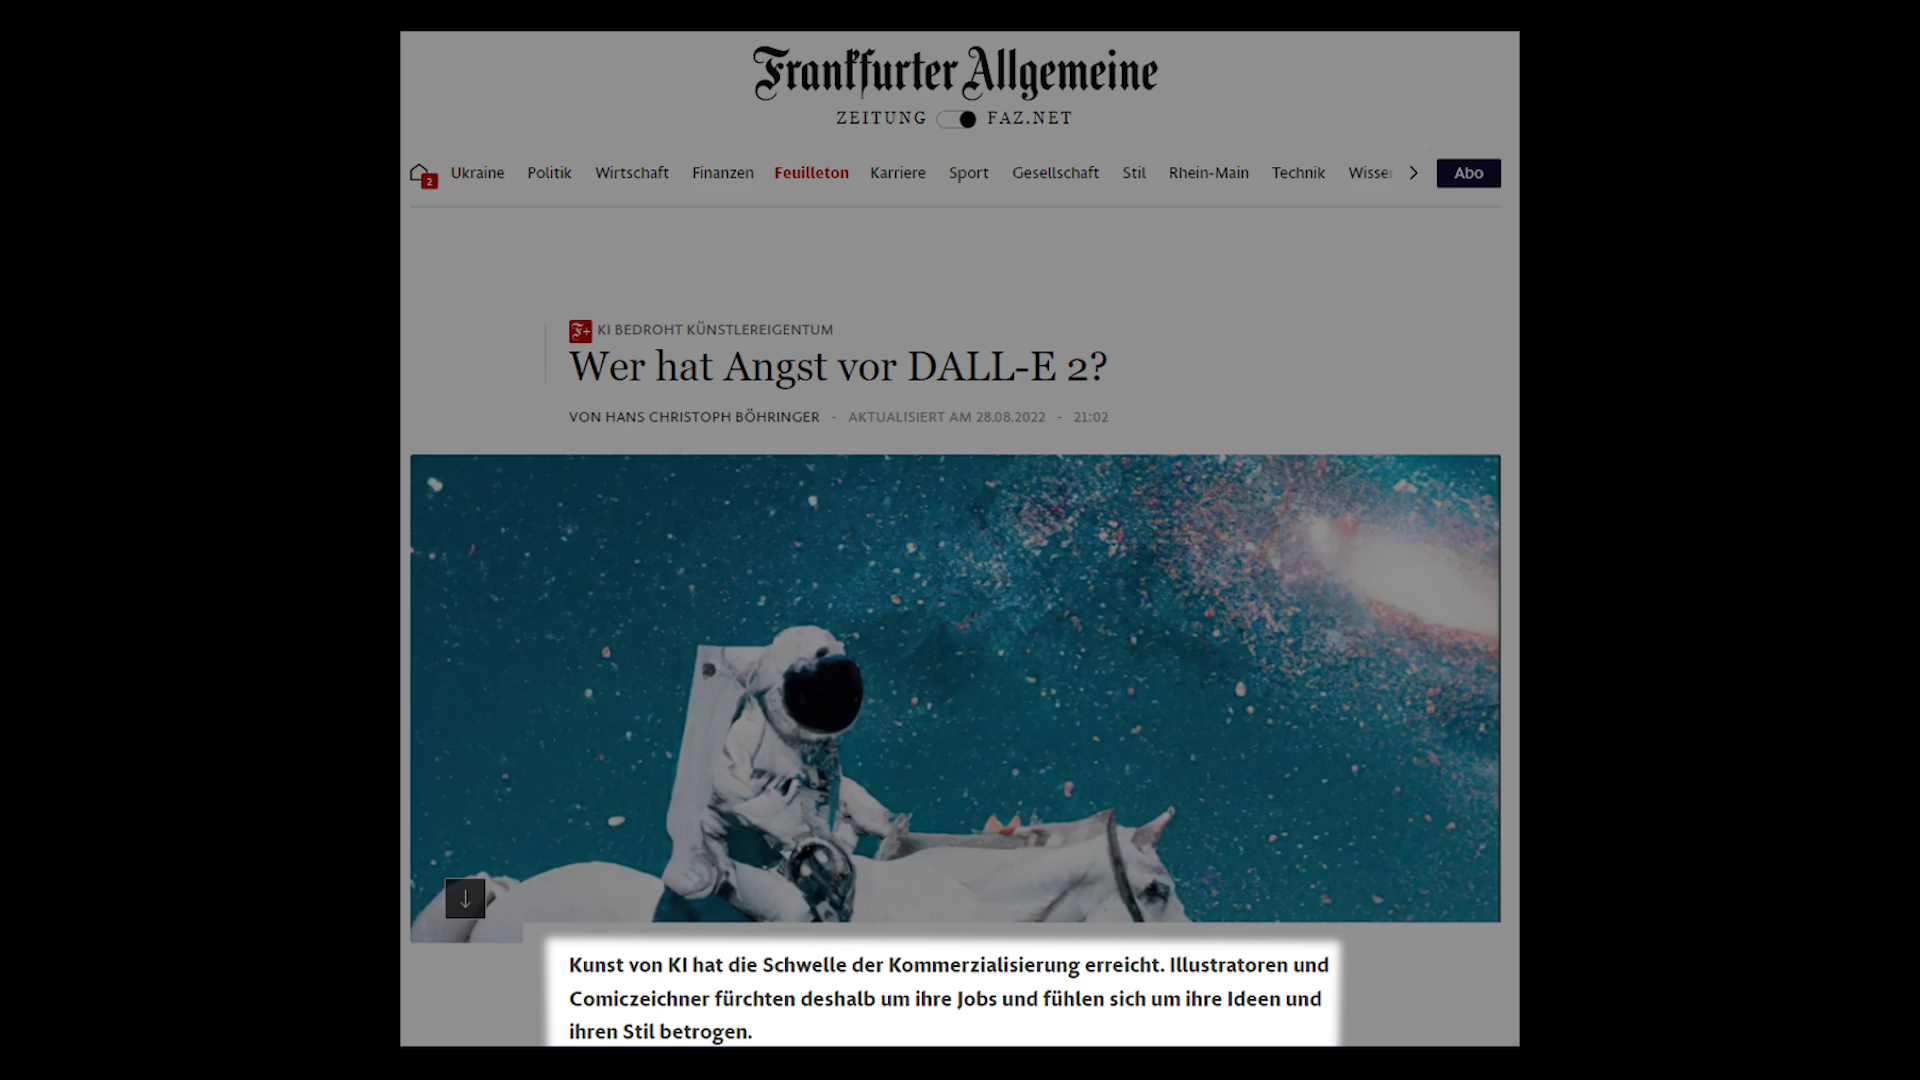 Frankfurter Allgemeine
ZEITUNG FAZ.NET
2 Ukraine Politik Wirtschaft Finanzen Feuilleton Karriere Sport Gesellschaft Stil Rhein-Main Technik Wisse Abo
F+ KI BEDROHT KÜNSTLEREIGENTUM
Wer hat Angst vor DALL-E 2?
VON HANS CHRISTOPH BÖHRINGER - AKTUALISIERT AM 28.08.2022 - 21:02
Kunst von KI hat die Schwelle der Kommerzialisierung erreicht. Illustratoren und
Comiczeichner fürchten deshalb um ihre Jobs und fühlen sich um ihre Ideen und
ihren Stil betrogen.